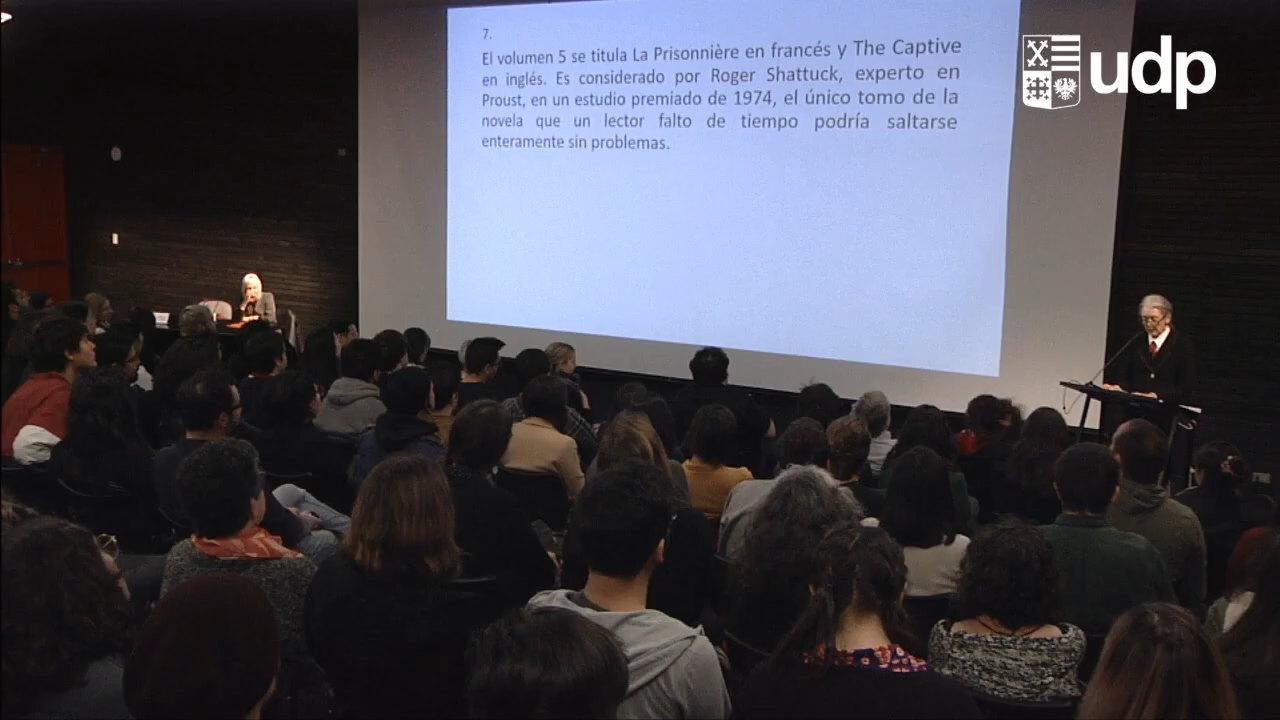 7.
El volumen 5 se titula La Prisonnière en francés y The Captive
en inglés. Es considerado por Roger Shattuck, experto en
Proust, en un estudio premiado de 1974, el único tomo de la
novela que un lector falto de tiempo podría saltarse
enteramente sin problemas.
udp